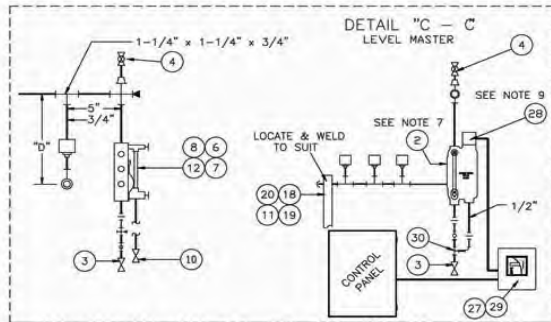 DETAIL "C - C"
LEVEL MASTER
1-1/4" x 1-1/4" x 3/4"
4
5"
3/4"
"D"
8 6
12 7
3
10
4
SEE NOTE 9
28
SEE NOTE 7
2
LOCATE & WELD
TO SUIT
20 18
11 19
1/2"
30
3
CONTROL
PANEL
27 29